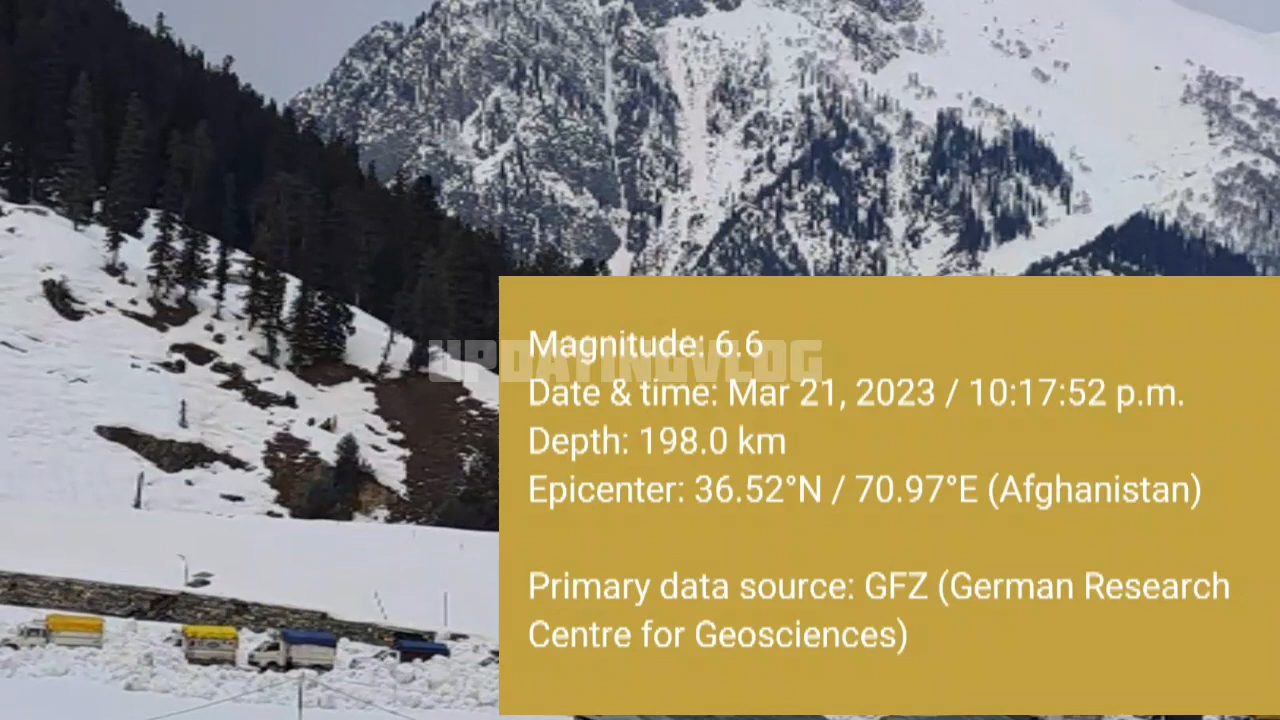 Magnitude: 6.6
UPDATINGVLOG
Date & time: Mar 21, 2023 / 10:17:52 p.m.
Depth: 198.0 km
Epicenter: 36.52°N / 70.97°E (Afghanistan)
Primary data source: GFZ (German Research
Centre for Geosciences)